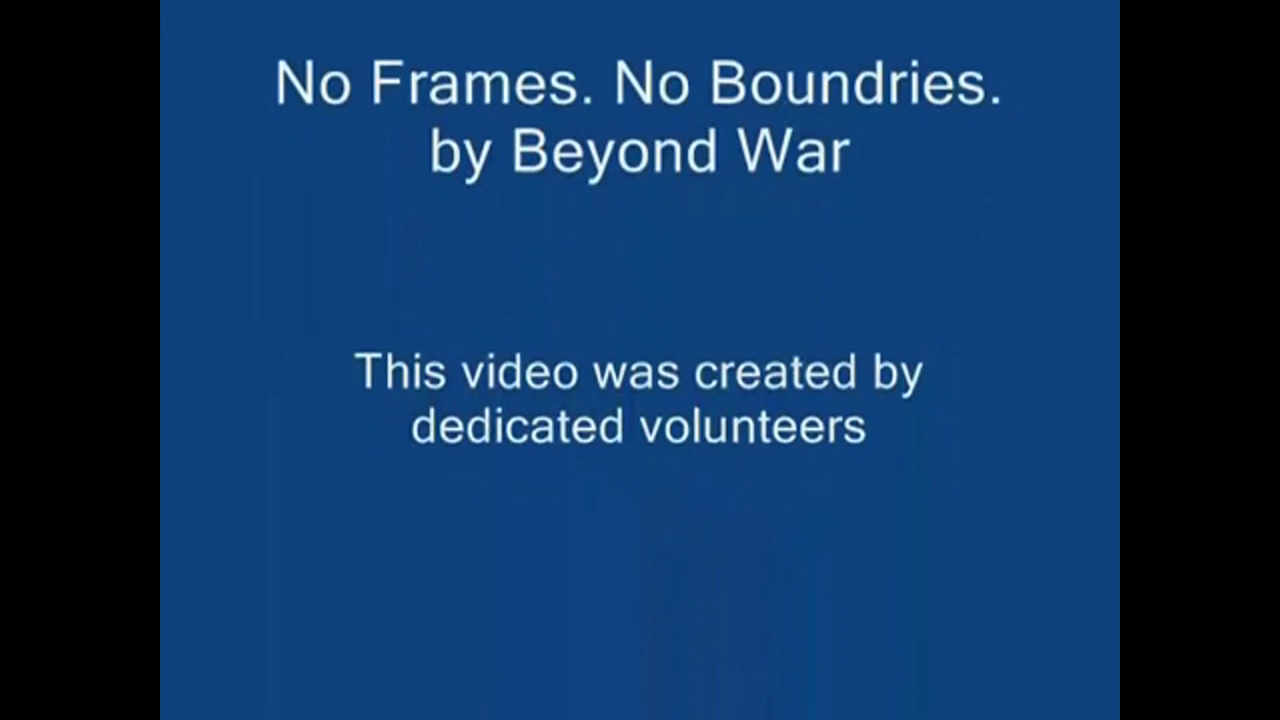 No Frames. No Boundries.
by Beyond War
This video was created by
dedicated volunteers